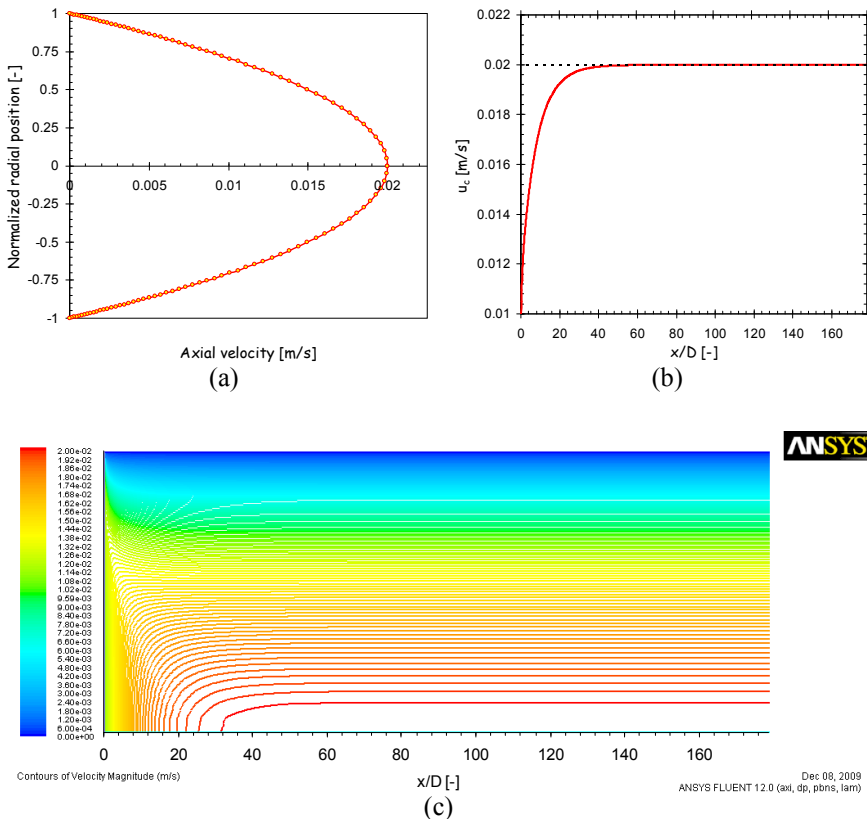 1
0.75
0.5
0.25
0
-0.25
-0.5
-0.75
-1
0
0.005
0.01
0.015
0.02
Normalized radial position [-]
Axial velocity [m/s]
(a)
0.022
0.02
0.018
0.016
0.014
0.012
0.01
u_c [m/s]
0 20 40 60 80 100 120 140 160
x/D [-]
(b)
2.00e-02
1.92e-02
1.86e-02
1.80e-02
1.74e-02
1.68e-02
1.62e-02
1.56e-02
1.50e-02
1.44e-02
1.38e-02
1.32e-02
1.26e-02
1.20e-02
1.14e-02
1.08e-02
1.02e-02
9.59e-03
9.00e-03
8.40e-03
7.80e-03
7.20e-03
6.60e-03
6.00e-03
5.40e-03
4.80e-03
4.20e-03
3.60e-03
3.00e-03
2.40e-03
1.80e-03
1.20e-03
6.00e-04
0.00e+00
ANSYS
0 20 40 60 80 100 120 140 160
x/D [-]
Contours of Velocity Magnitude (m/s)
Dec 08, 2009
ANSYS FLUENT 12.0 (axi, dp, pbns, lam)
(c)